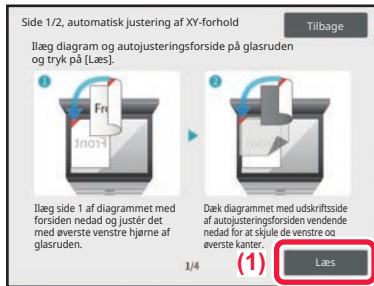 Side 1/2, automatisk justering af XY-forhold
Tilbage
Ilæg diagram og autojusteringsforside på glasruden
og tryk på [Læs].
1
2
Fro
Front
Front
Ilæg side 1 af diagrammet med
forsiden nedad og justér det
med øverste venstre hjørne af
glasruden.
Dæk diagrammet med udskriftsside
af autojusteringsforsiden vendende
nedad for at skjule de venstre og
øverste kanter.
1/4
(1)
Læs